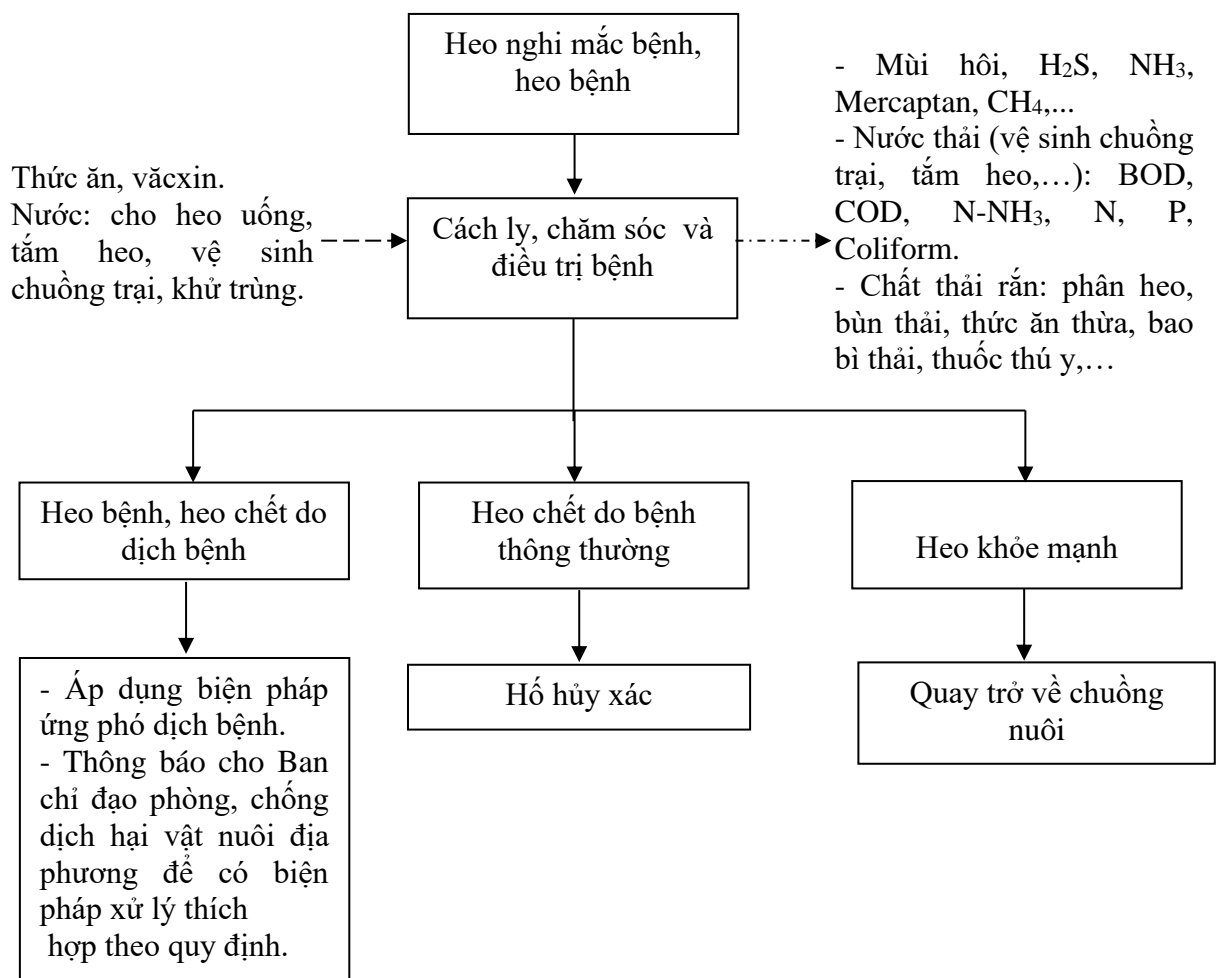 Heo nghi mắc bệnh,
heo bệnh
- Mùi hôi, H₂S, NH₃,
Mercaptan, CH₄,...
- Nước thải (vệ sinh chuồng
trại, tắm heo,…): BOD,
COD, N-NH₃, N, P,
Coliform.
- Chất thải rắn: phân heo,
bùn thải, thức ăn thừa, bao
bì thải, thuốc thú y,…
Thức ăn, văcxin.
Nước: cho heo uống,
tắm heo, vệ sinh
chuồng trại, khử trùng.
Cách ly, chăm sóc và
điều trị bệnh
Heo bệnh, heo chết do
dịch bệnh
Heo chết do bệnh
thông thường
Heo khỏe mạnh
- Áp dụng biện pháp
ứng phó dịch bệnh.
- Thông báo cho Ban
chỉ đạo phòng, chống
dịch hại vật nuôi địa
phương để có biện
pháp xử lý thích
hợp theo quy định.
Hố hủy xác
Quay trở về chuồng
nuôi